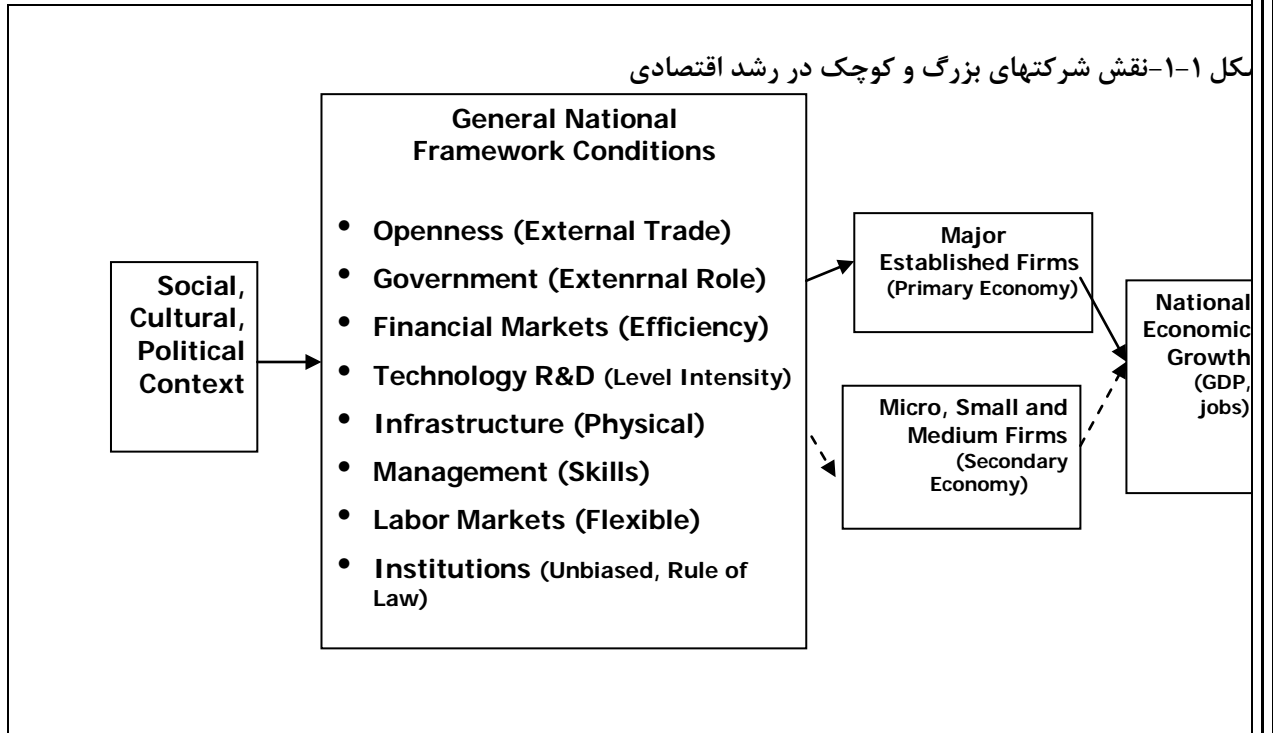 شکل ۱-۱-نقش شرکتهای بزرگ و کوچک در رشد اقتصادی
Social,
Cultural,
Political
Context
General National
Framework Conditions
• Openness (External Trade)
• Government (Extenrnal Role)
• Financial Markets (Efficiency)
• Technology R&D (Level Intensity)
• Infrastructure (Physical)
• Management (Skills)
• Labor Markets (Flexible)
• Institutions (Unbiased, Rule of
Law)
Major
Established Firms
(Primary Economy)
Micro, Small and
Medium Firms
(Secondary
Economy)
National
Economic
Growth
(GDP,
jobs)